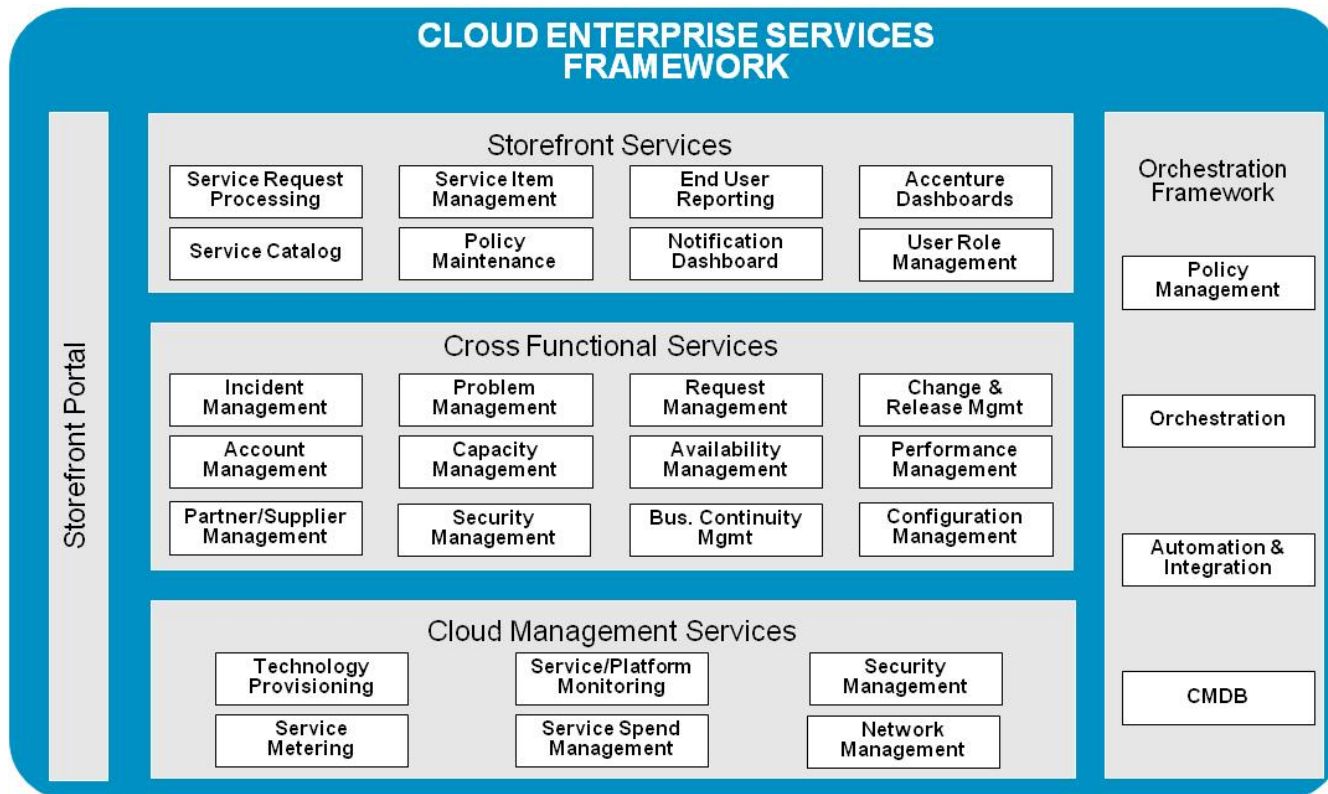 CLOUD ENTERPRISE SERVICES
FRAMEWORK
Storefront Portal
Storefront Services
Service Request
Processing
Service Item
Management
End User
Reporting
Accenture
Dashboards
Service Catalog
Policy
Maintenance
Notification
Dashboard
User Role
Management
Cross Functional Services
Incident
Management
Problem
Management
Request
Management
Change &
Release Mgmt
Account
Management
Capacity
Management
Availability
Management
Performance
Management
Partner/Supplier
Management
Security
Management
Bus. Continuity
Mgmt
Configuration
Management
Cloud Management Services
Technology
Provisioning
Service/Platform
Monitoring
Security
Management
Service
Metering
Service Spend
Management
Network
Management
Orchestration
Framework
Policy
Management
Orchestration
Automation &
Integration
CMDB